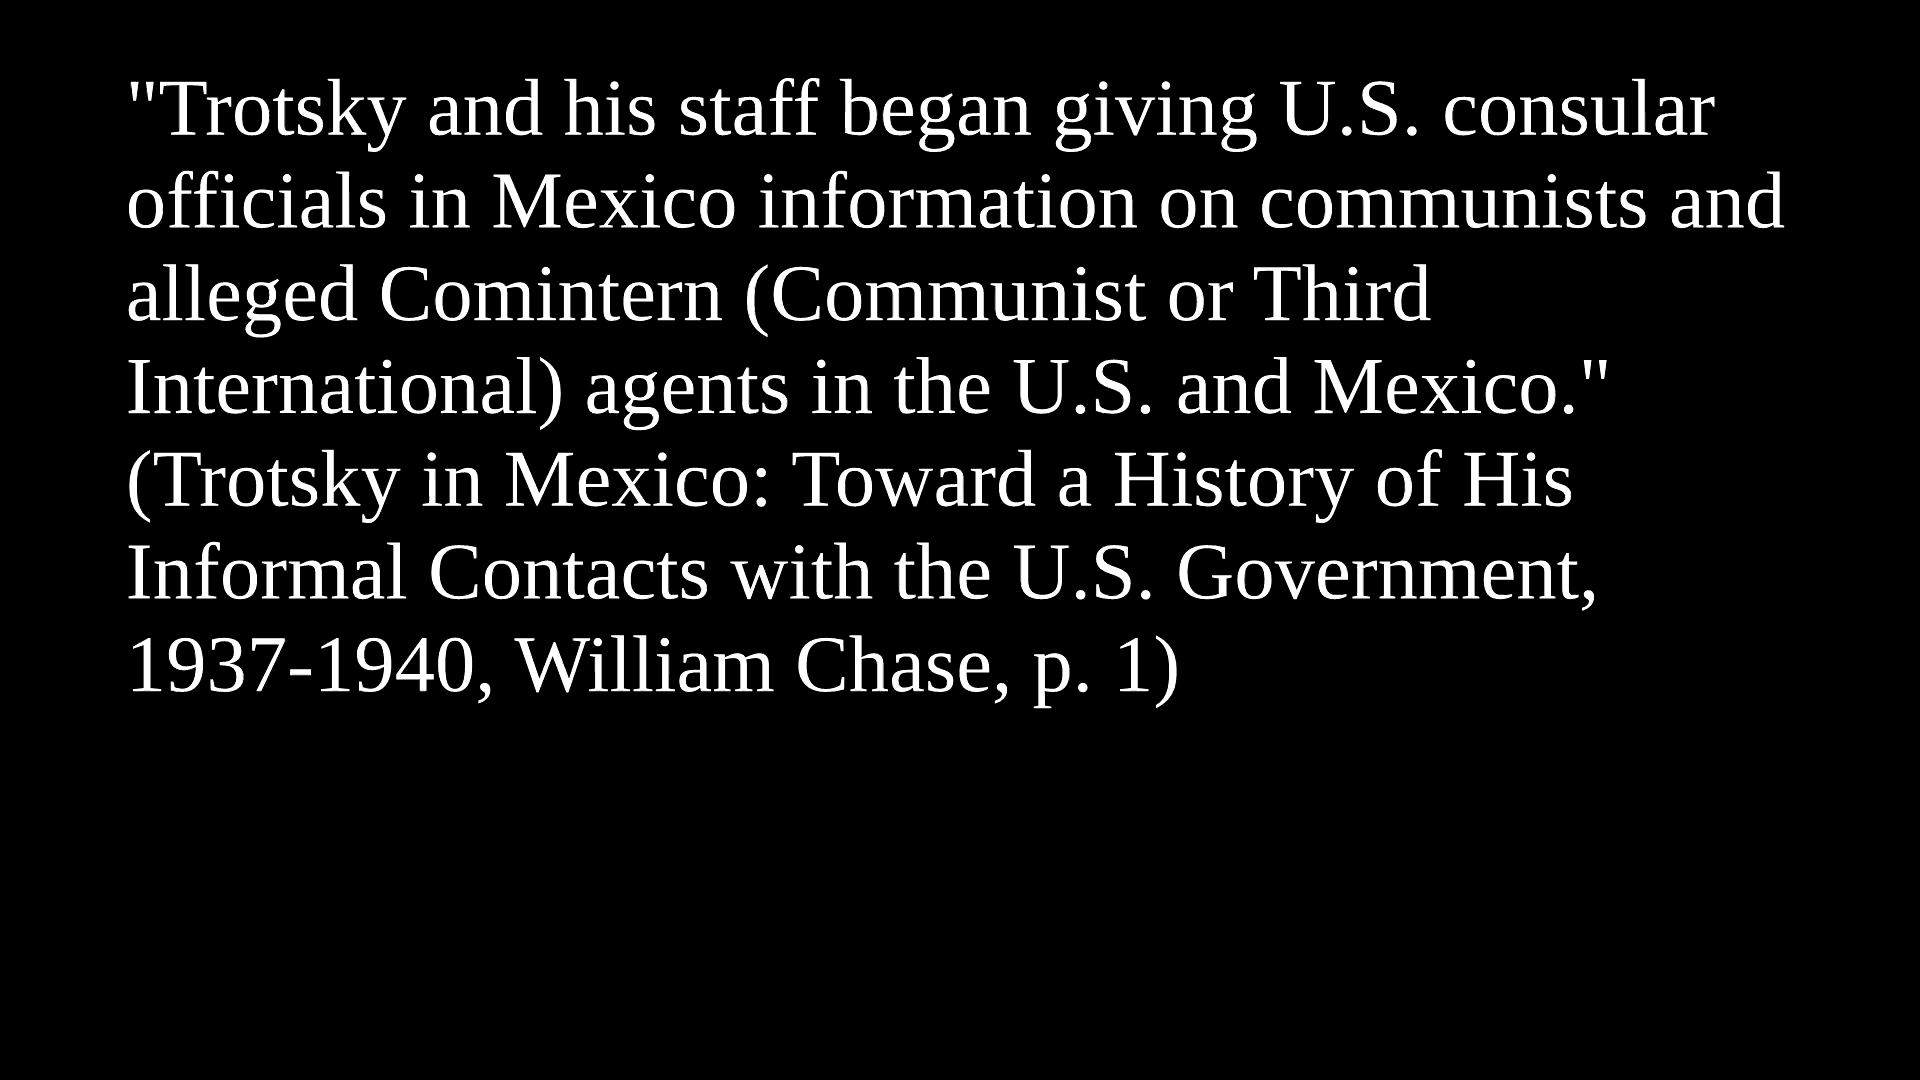 "Trotsky and his staff began giving U.S. consular
officials in Mexico information on communists and
alleged Comintern (Communist or Third
International) agents in the U.S. and Mexico."
(Trotsky in Mexico: Toward a History of His
Informal Contacts with the U.S. Government,
1937-1940, William Chase, p. 1)